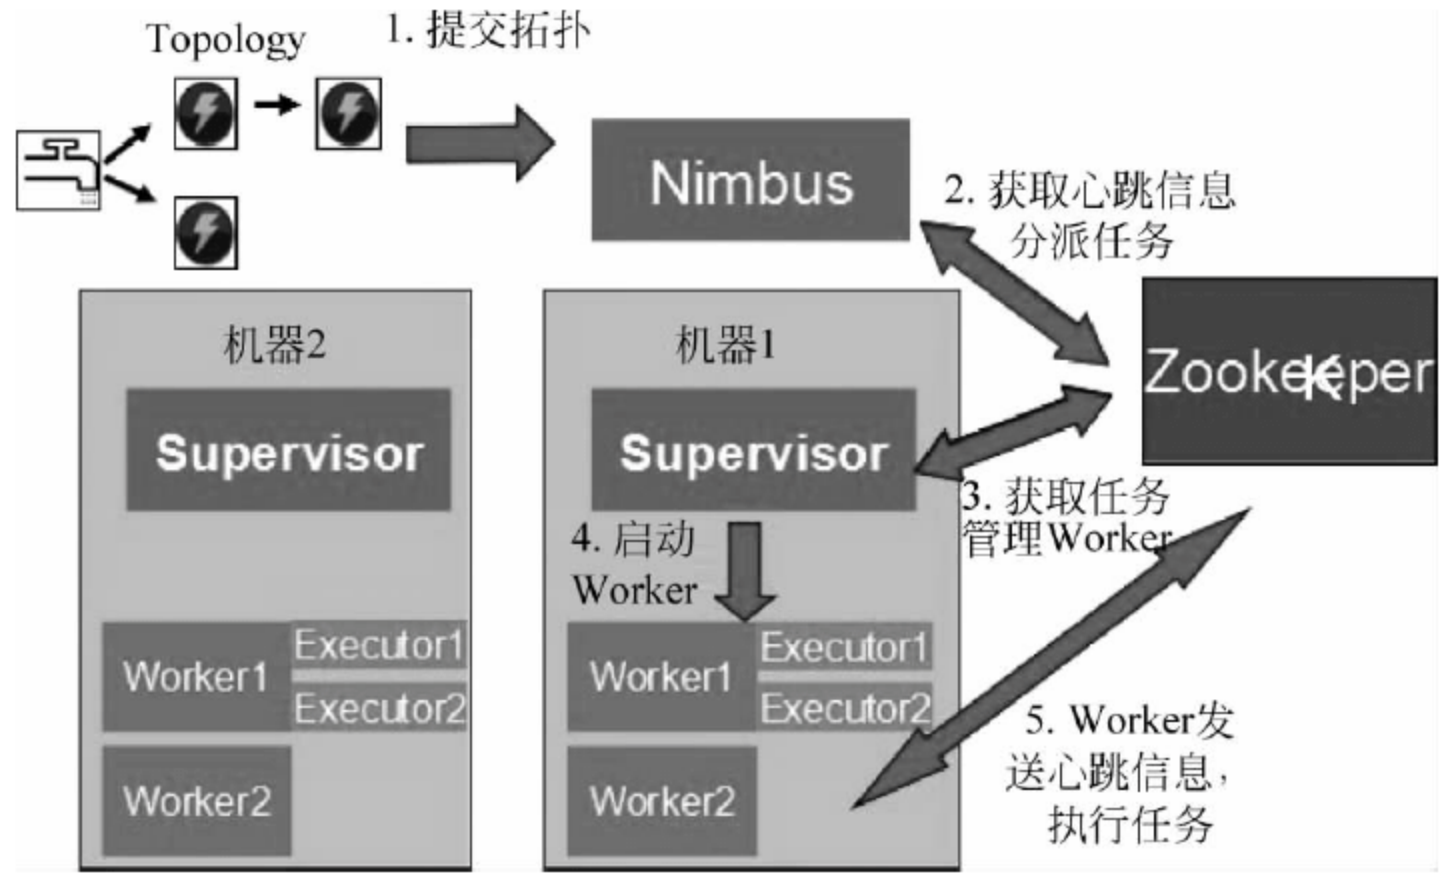 Topology
1. 提交拓扑
Nimbus
2. 获取心跳信息
分派任务
机器2
机器1
Zookeeper
Supervisor
Supervisor
3. 获取任务
管理Worker
4. 启动
Worker
Worker1
Executor1
Executor2
Worker2
Worker1
Executor1
Executor2
Worker2
5. Worker发
送心跳信息,
执行任务